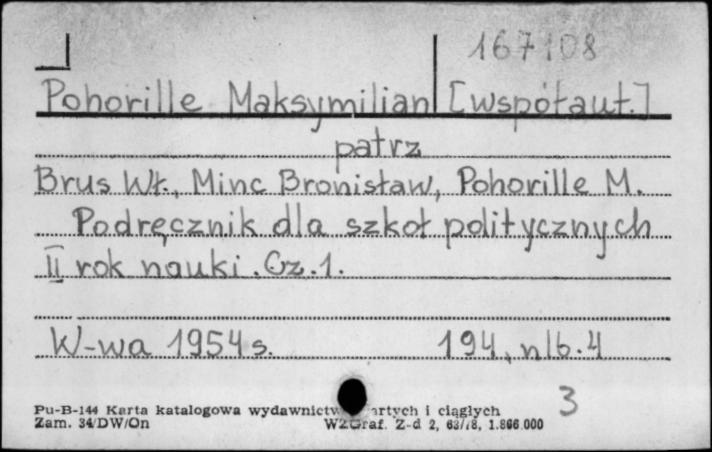 167108
Pohorille Maksymilian [współaut.]
patrz
Brus Wł., Minc Bronisław, Pohorille M.
Podręcznik dla szkół politycznych
II rok nauki. Cz. 1.
W-wa 1954 s. 194, nlb. 4
3
Pu-B-144 Karta katalogowa wydawnictw i ciągłych
Zam. 34/DW/On WZGraf. Z-d 2, 1.866.000